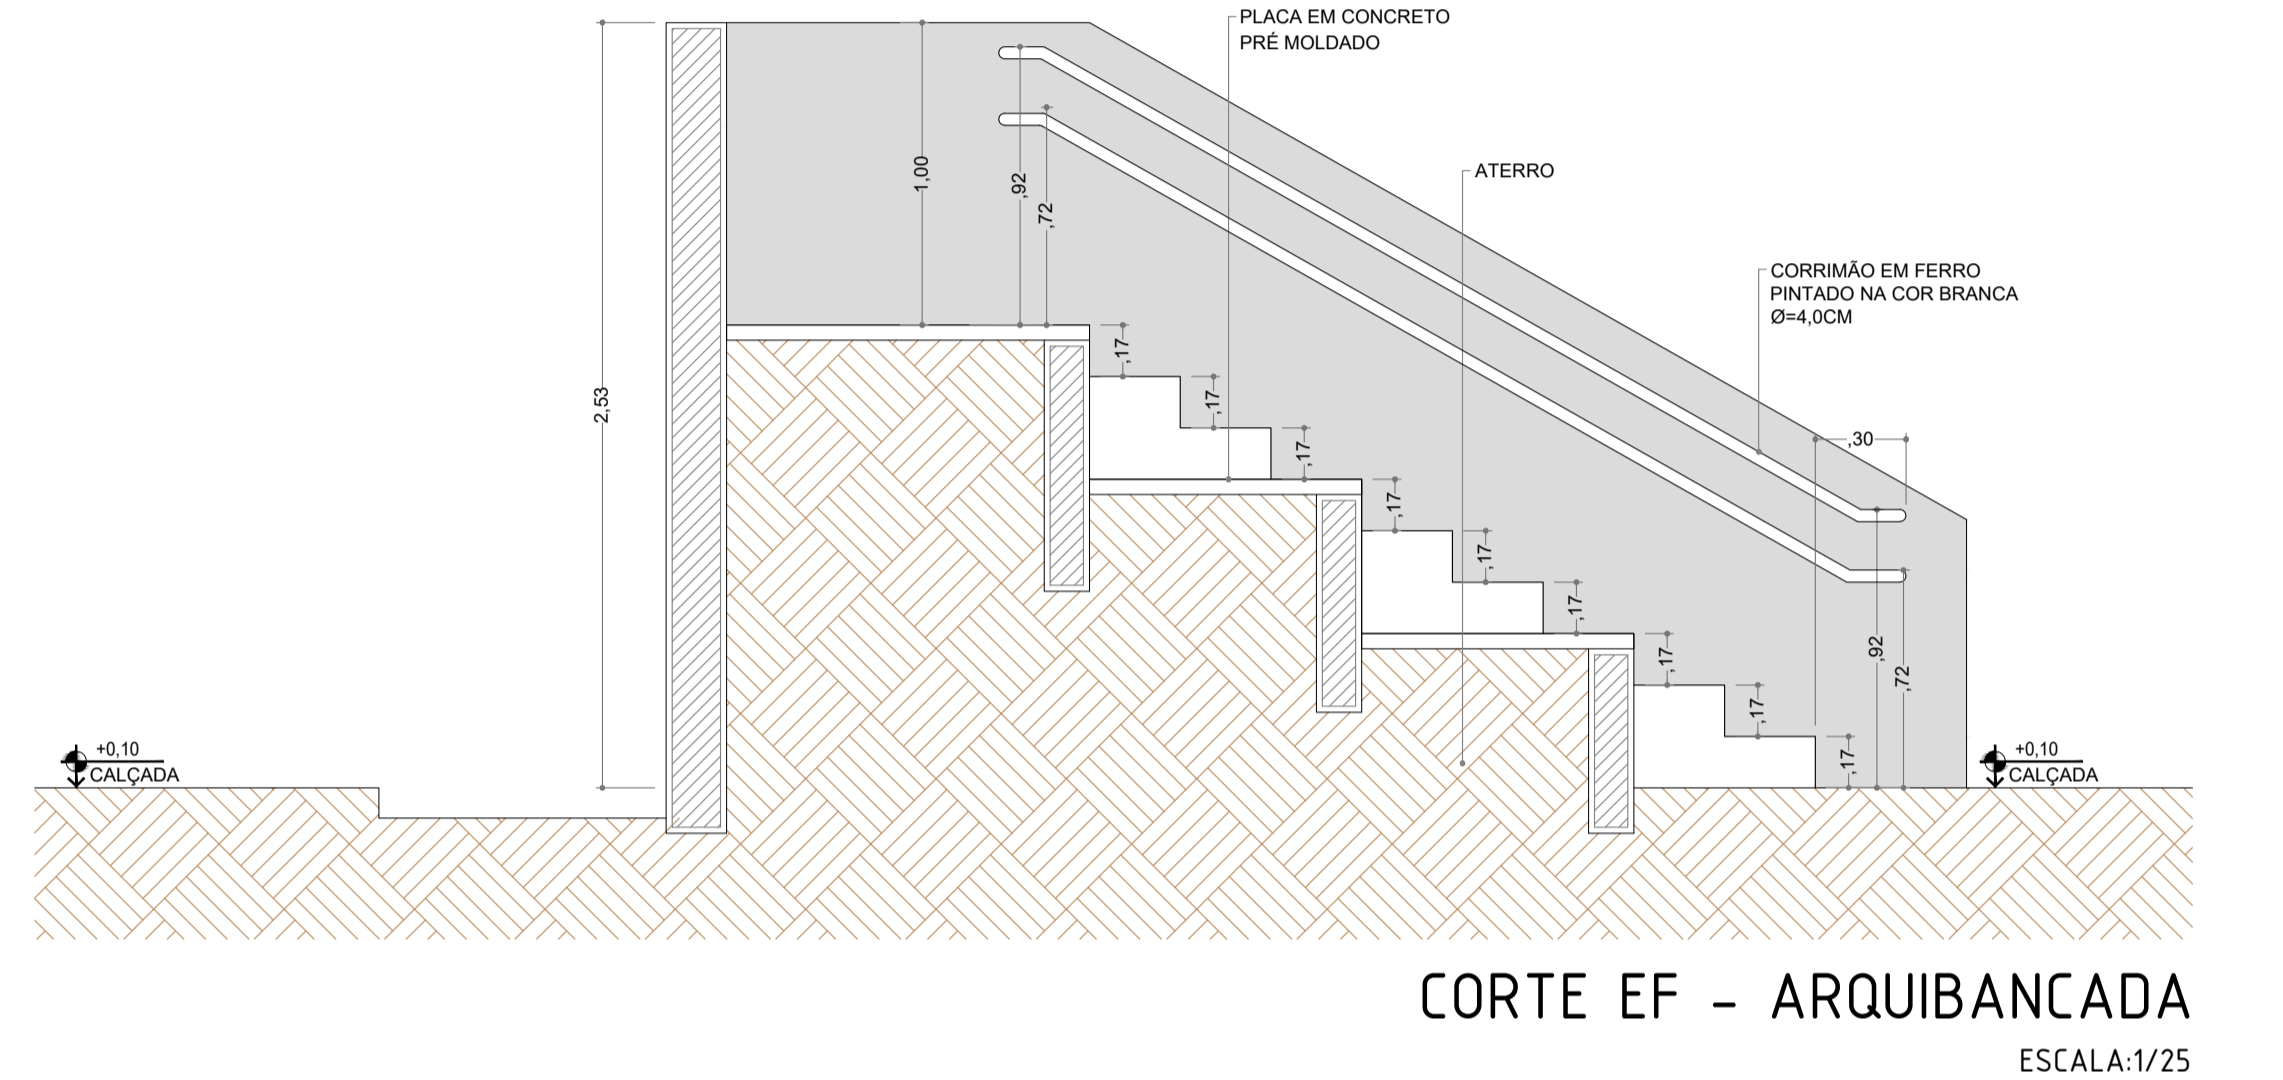 PLACA EM CONCRETO
PRÉ MOLDADO
1,00
,92
,72
ATERRO
CORRIMÃO EM FERRO
PINTADO NA COR BRANCA
Ø=4,0CM
2,53
,17
,17
,17
,17
,17
,17
,17
,17
,17
,30
,92
,72
+0,10
CALÇADA
+0,10
CALÇADA
CORTE EF - ARQUIBANCADA
ESCALA:1/25